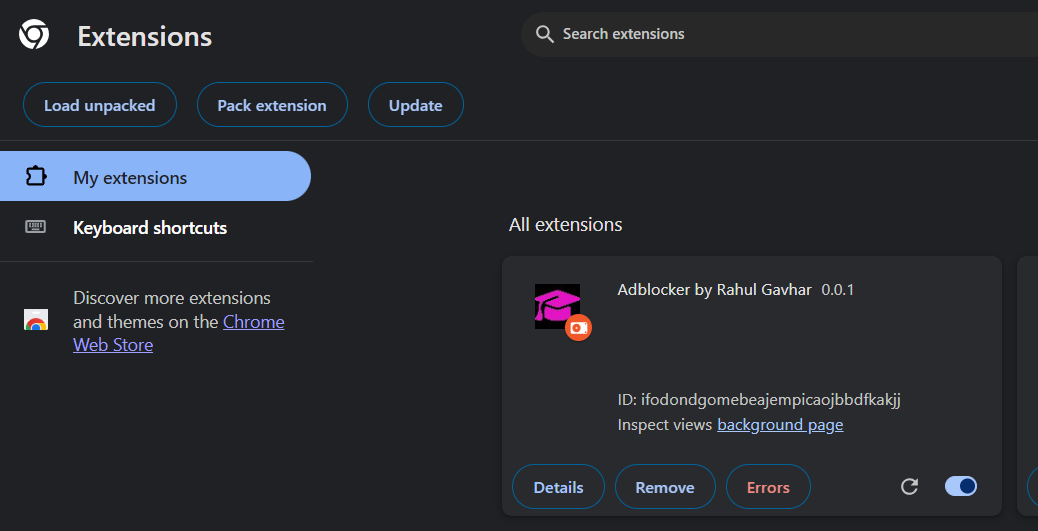 Extensions
Search extensions
Load unpacked
Pack extension
Update
My extensions
Keyboard shortcuts
Discover more extensions
and themes on the Chrome
Web Store
All extensions
Adblocker by Rahul Gavhar 0.0.1
ID: ifodondgomebeajempicaojbbdfkakjj
Inspect views background page
Details
Remove
Errors